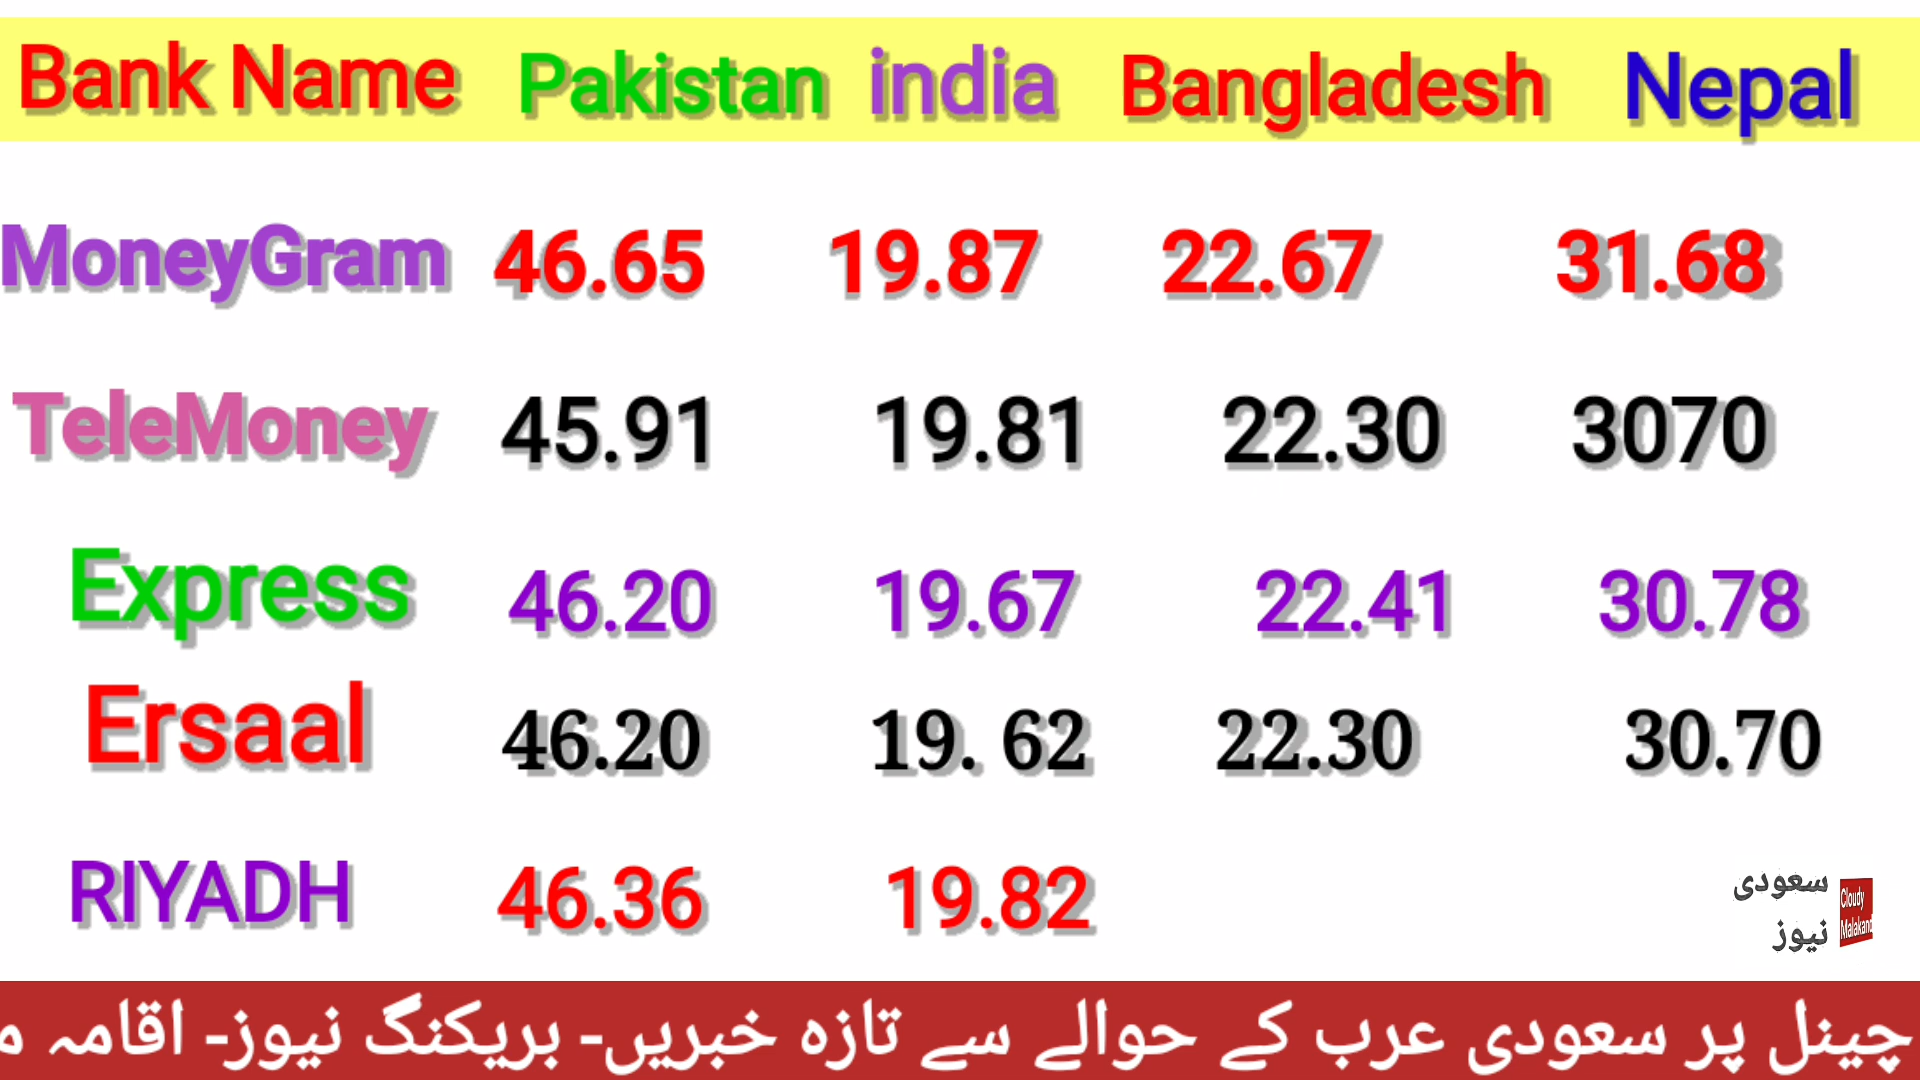 Bank Name Pakistan india Bangladesh Nepal
MoneyGram 46.65 19.87 22.67 31.68
TeleMoney 45.91 19.81 22.30 3070
Express 46.20 19.67 22.41 30.78
Ersaal 46.20 19. 62 22.30 30.70
RIYADH 46.36 19.82
سعودی
نیوز
Cloudy
Malakand
چینل پر سعودی عرب کے حوالے سے تازہ خبریں- بریکنگ نیوز- اقامہ م